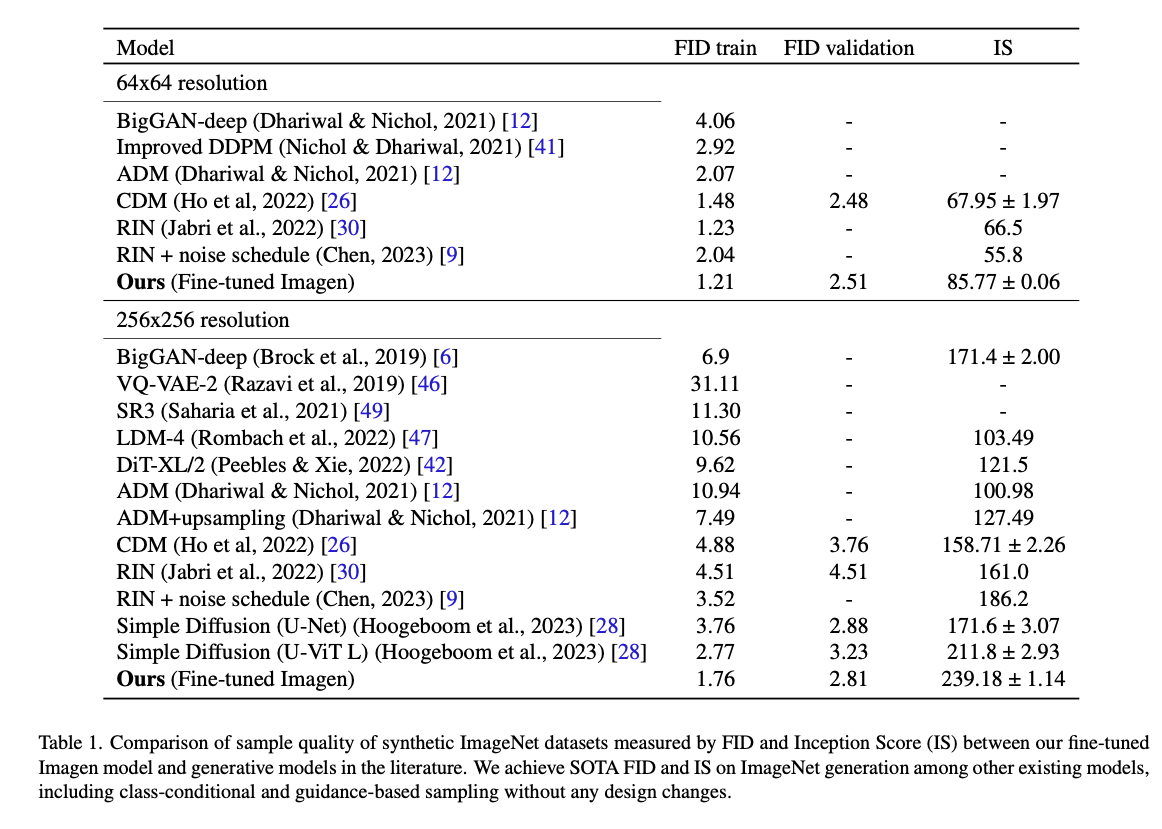 Model FID train FID validation IS
64x64 resolution
BigGAN-deep (Dhariwal & Nichol, 2021) [12] 4.06 - -
Improved DDPM (Nichol & Dhariwal, 2021) [41] 2.92 - -
ADM (Dhariwal & Nichol, 2021) [12] 2.07 - -
CDM (Ho et al, 2022) [26] 1.48 2.48 67.95 ± 1.97
RIN (Jabri et al., 2022) [30] 1.23 - 66.5
RIN + noise schedule (Chen, 2023) [9] 2.04 - 55.8
Ours (Fine-tuned Imagen) 1.21 2.51 85.77 ± 0.06
256x256 resolution
BigGAN-deep (Brock et al., 2019) [6] 6.9 - 171.4 ± 2.00
VQ-VAE-2 (Razavi et al., 2019) [46] 31.11 - -
SR3 (Saharia et al., 2021) [49] 11.30 - -
LDM-4 (Rombach et al., 2022) [47] 10.56 - 103.49
DiT-XL/2 (Peebles & Xie, 2022) [42] 9.62 - 121.5
ADM (Dhariwal & Nichol, 2021) [12] 10.94 - 100.98
ADM+upsampling (Dhariwal & Nichol, 2021) [12] 7.49 - 127.49
CDM (Ho et al, 2022) [26] 4.88 3.76 158.71 ± 2.26
RIN (Jabri et al., 2022) [30] 4.51 4.51 161.0
RIN + noise schedule (Chen, 2023) [9] 3.52 - 186.2
Simple Diffusion (U-Net) (Hoogeboom et al., 2023) [28] 3.76 2.88 171.6 ± 3.07
Simple Diffusion (U-ViT L) (Hoogeboom et al., 2023) [28] 2.77 3.23 211.8 ± 2.93
Ours (Fine-tuned Imagen) 1.76 2.81 239.18 ± 1.14
Table 1. Comparison of sample quality of synthetic ImageNet datasets measured by FID and Inception Score (IS) between our fine-tuned
Imagen model and generative models in the literature. We achieve SOTA FID and IS on ImageNet generation among other existing models,
including class-conditional and guidance-based sampling without any design changes.